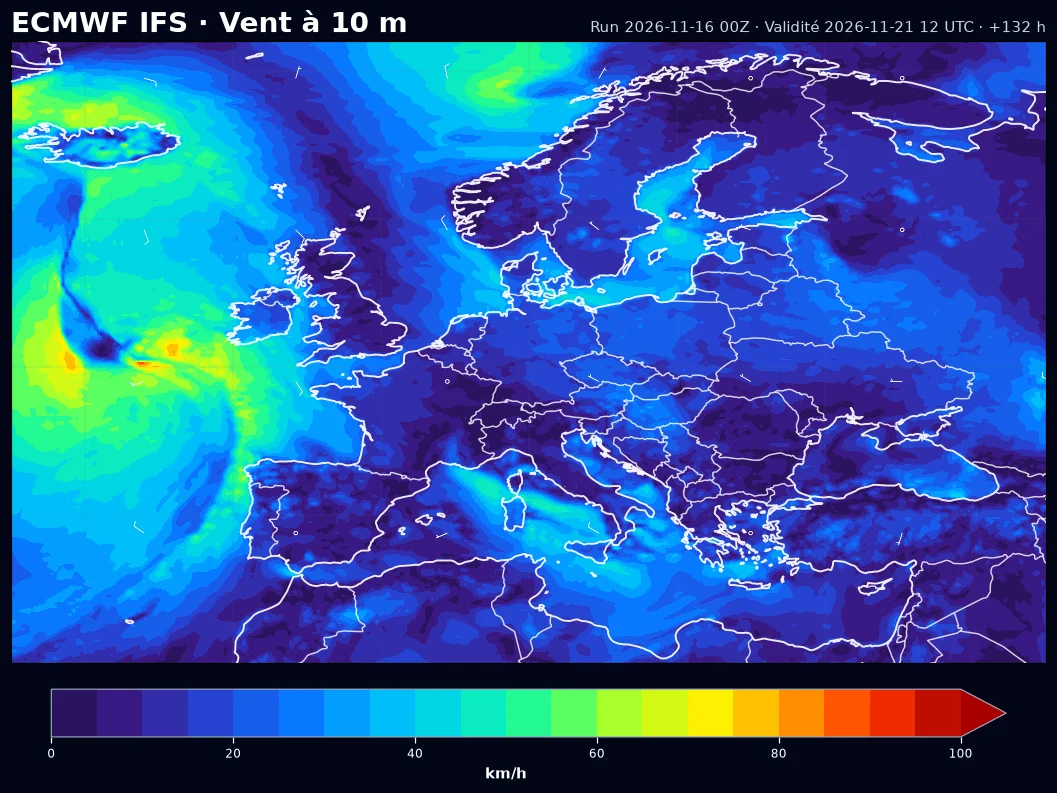 ECMWF IFS · Vent à 10 m
Run 2026-11-16 00Z · Validité 2026-11-21 12 UTC · +132 h
0 20 40 60 80 100
km/h